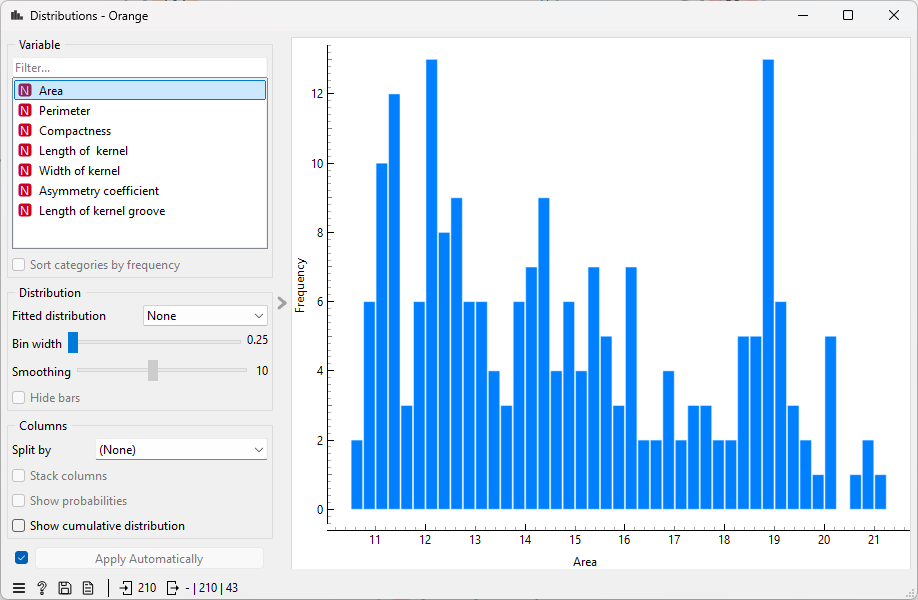 Distributions - Orange
Variable
Filter...
N Area
N Perimeter
N Compactness
N Length of  kernel
N Width of kernel
N Asymmetry coefficient
N Length of kernel groove
Sort categories by frequency
Distribution
Fitted distribution None
Bin width 0.25
Smoothing 10
Hide bars
Columns
Split by (None)
Stack columns
Show probabilities
Show cumulative distribution
Apply Automatically
210 - | 210 | 43
12
10
8
6
4
2
0
Frequency
11 12 13 14 15 16 17 18 19 20 21
Area